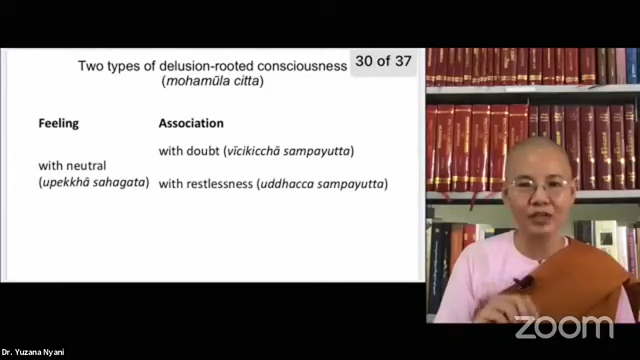 Two types of delusion-rooted consciousness
(mohamūla citta)
30 of 37
Feeling
Association
with neutral
(upekkhā sahagata)
with doubt (vīcikicchā sampayutta)
with restlessness (uddhacca sampayutta)
zoom
Dr. Yuzana Nyani